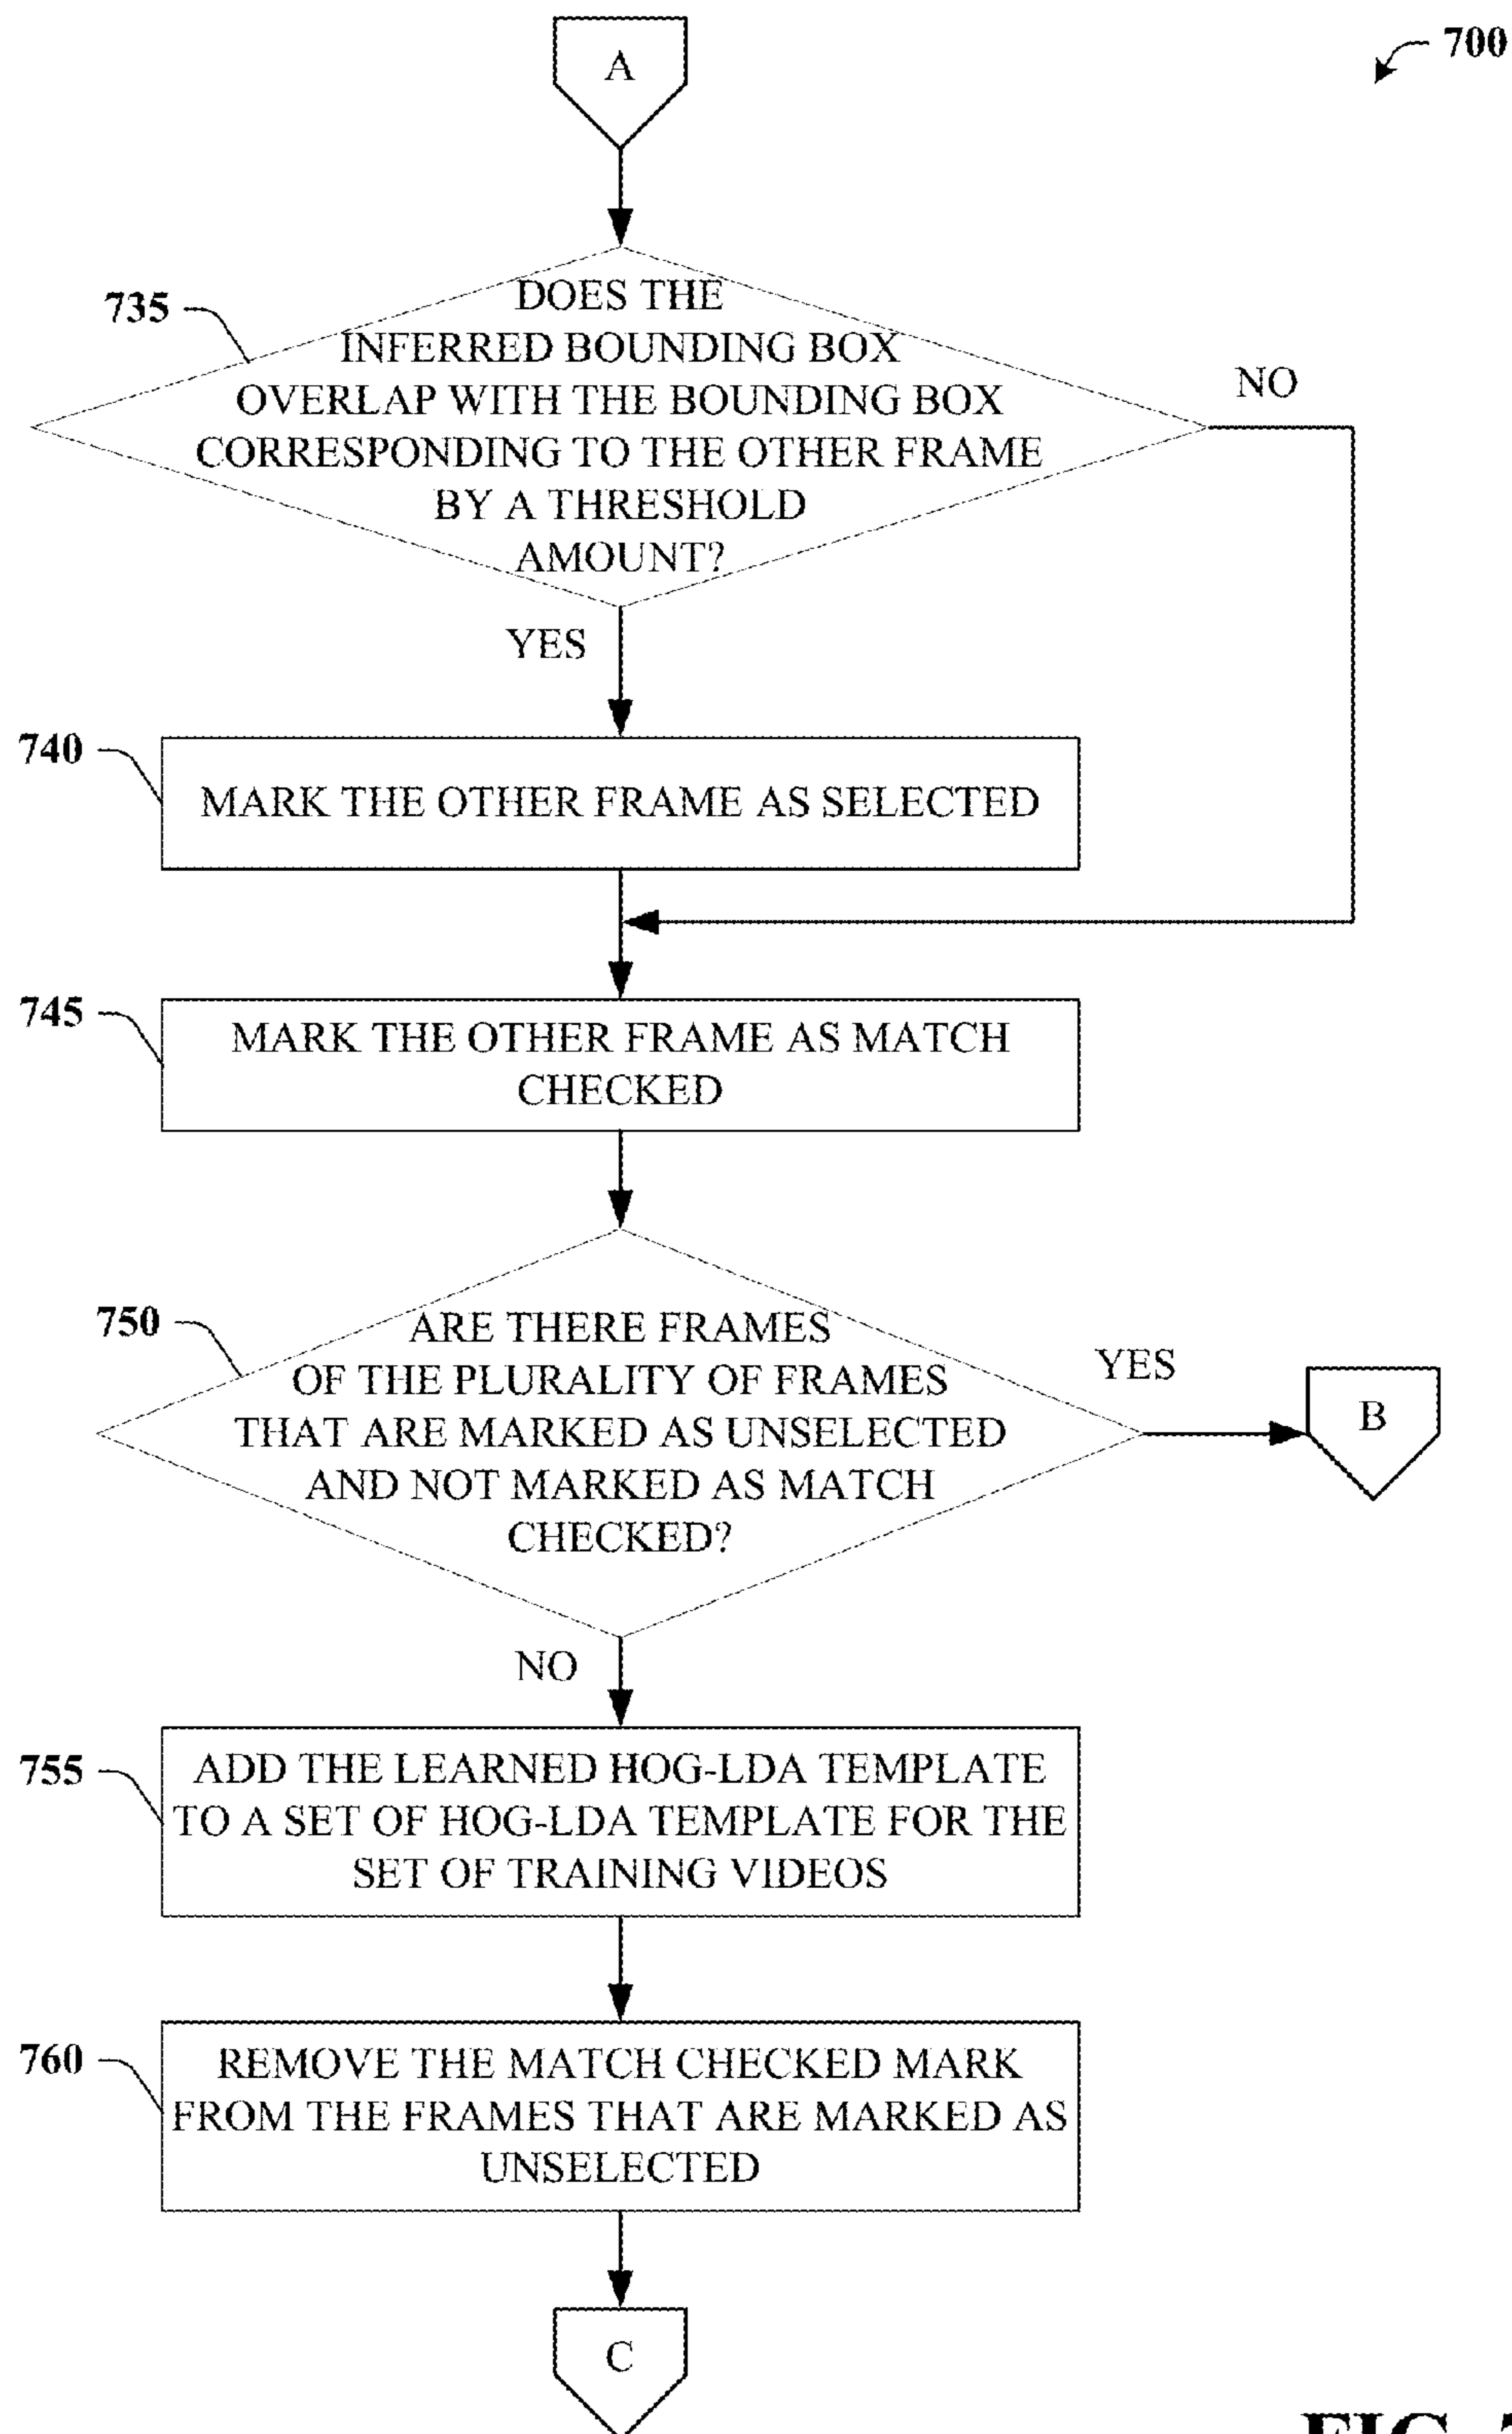 A
700
735
DOES THE
INFERRED BOUNDING BOX
OVERLAP WITH THE BOUNDING BOX
CORRESPONDING TO THE OTHER FRAME
BY A THRESHOLD
AMOUNT?
NO
YES
740
MARK THE OTHER FRAME AS SELECTED
745
MARK THE OTHER FRAME AS MATCH
CHECKED
750
ARE THERE FRAMES
OF THE PLURALITY OF FRAMES
THAT ARE MARKED AS UNSELECTED
AND NOT MARKED AS MATCH
CHECKED?
YES
B
NO
755
ADD THE LEARNED HOG-LDA TEMPLATE
TO A SET OF HOG-LDA TEMPLATE FOR THE
SET OF TRAINING VIDEOS
760
REMOVE THE MATCH CHECKED MARK
FROM THE FRAMES THAT ARE MARKED AS
UNSELECTED
C